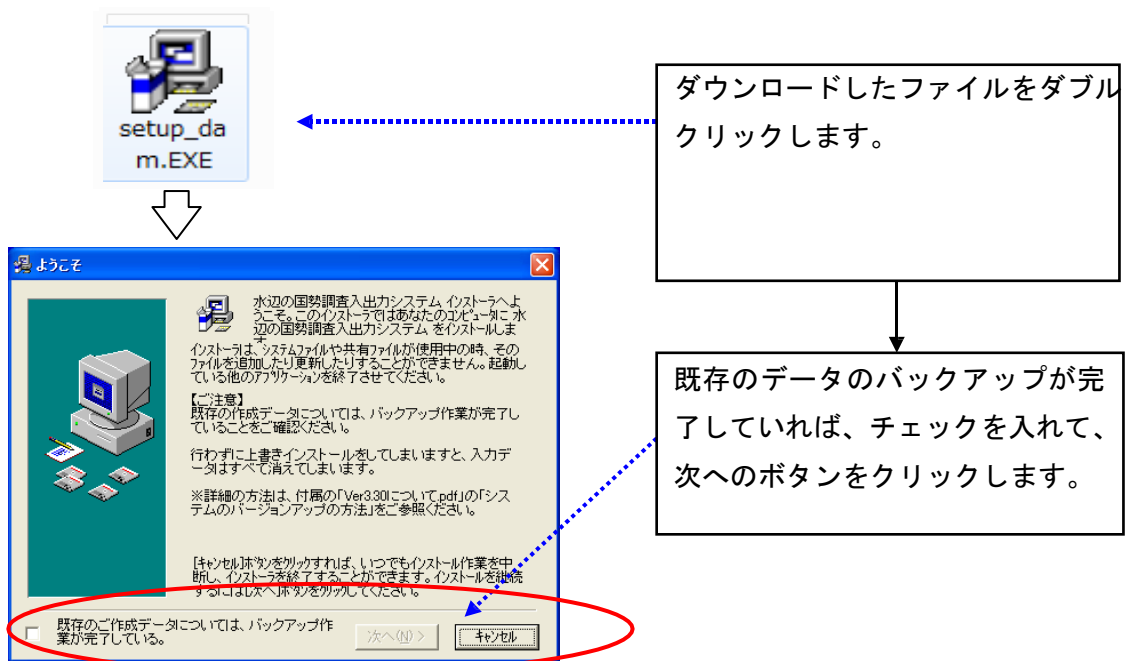 setup_da
m.EXE
ダウンロードしたファイルをダブル
クリックします。
ようこそ
水辺の国勢調査入出力システム インストーラへよ
うこそ。このインストーラではあなたのコンピュータに 水
辺の国勢調査入出力システム をインストールしま
す
インストーラは、システムファイルや共有ファイルが使用中の時、その
ファイルを追加したり更新したりすることができません。起動し
ている他のアプリケーションを終了させてください。
【ご注意】
既存の作成データについては、バックアップ作業が完了し
ていることをご確認ください。
行わずに上書きインストールをしてしまいますと、入力デ
ータはすべて消えてしまいます。
※詳細の方法は、付属の「Ver3.30について.pdf」の「シス
テムのバージョンアップの方法」をご参照ください。
[キャンセル]ボタンをクリックすれば、いつでもインストール作業を中
断し、インストーラを終了することができます。インストールを継続
するには[次へ]ボタンをクリックしてください。
既存のご作成データについては、バックアップ作
業が完了している。
次へ(N) >
キャンセル
既存のデータのバックアップが完
了していれば、チェックを入れて、
次へのボタンをクリックします。